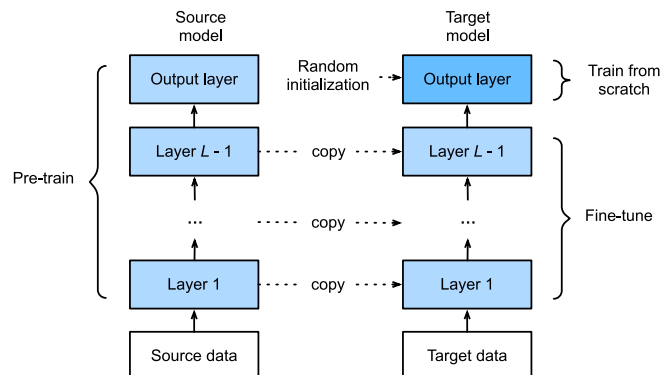 Source
model
Target
model
Output layer
Random
initialization
Output layer
Train from
scratch
Layer L - 1
copy
Layer L - 1
Pre-train
...
copy
...
Fine-tune
Layer 1
copy
Layer 1
Source data
Target data